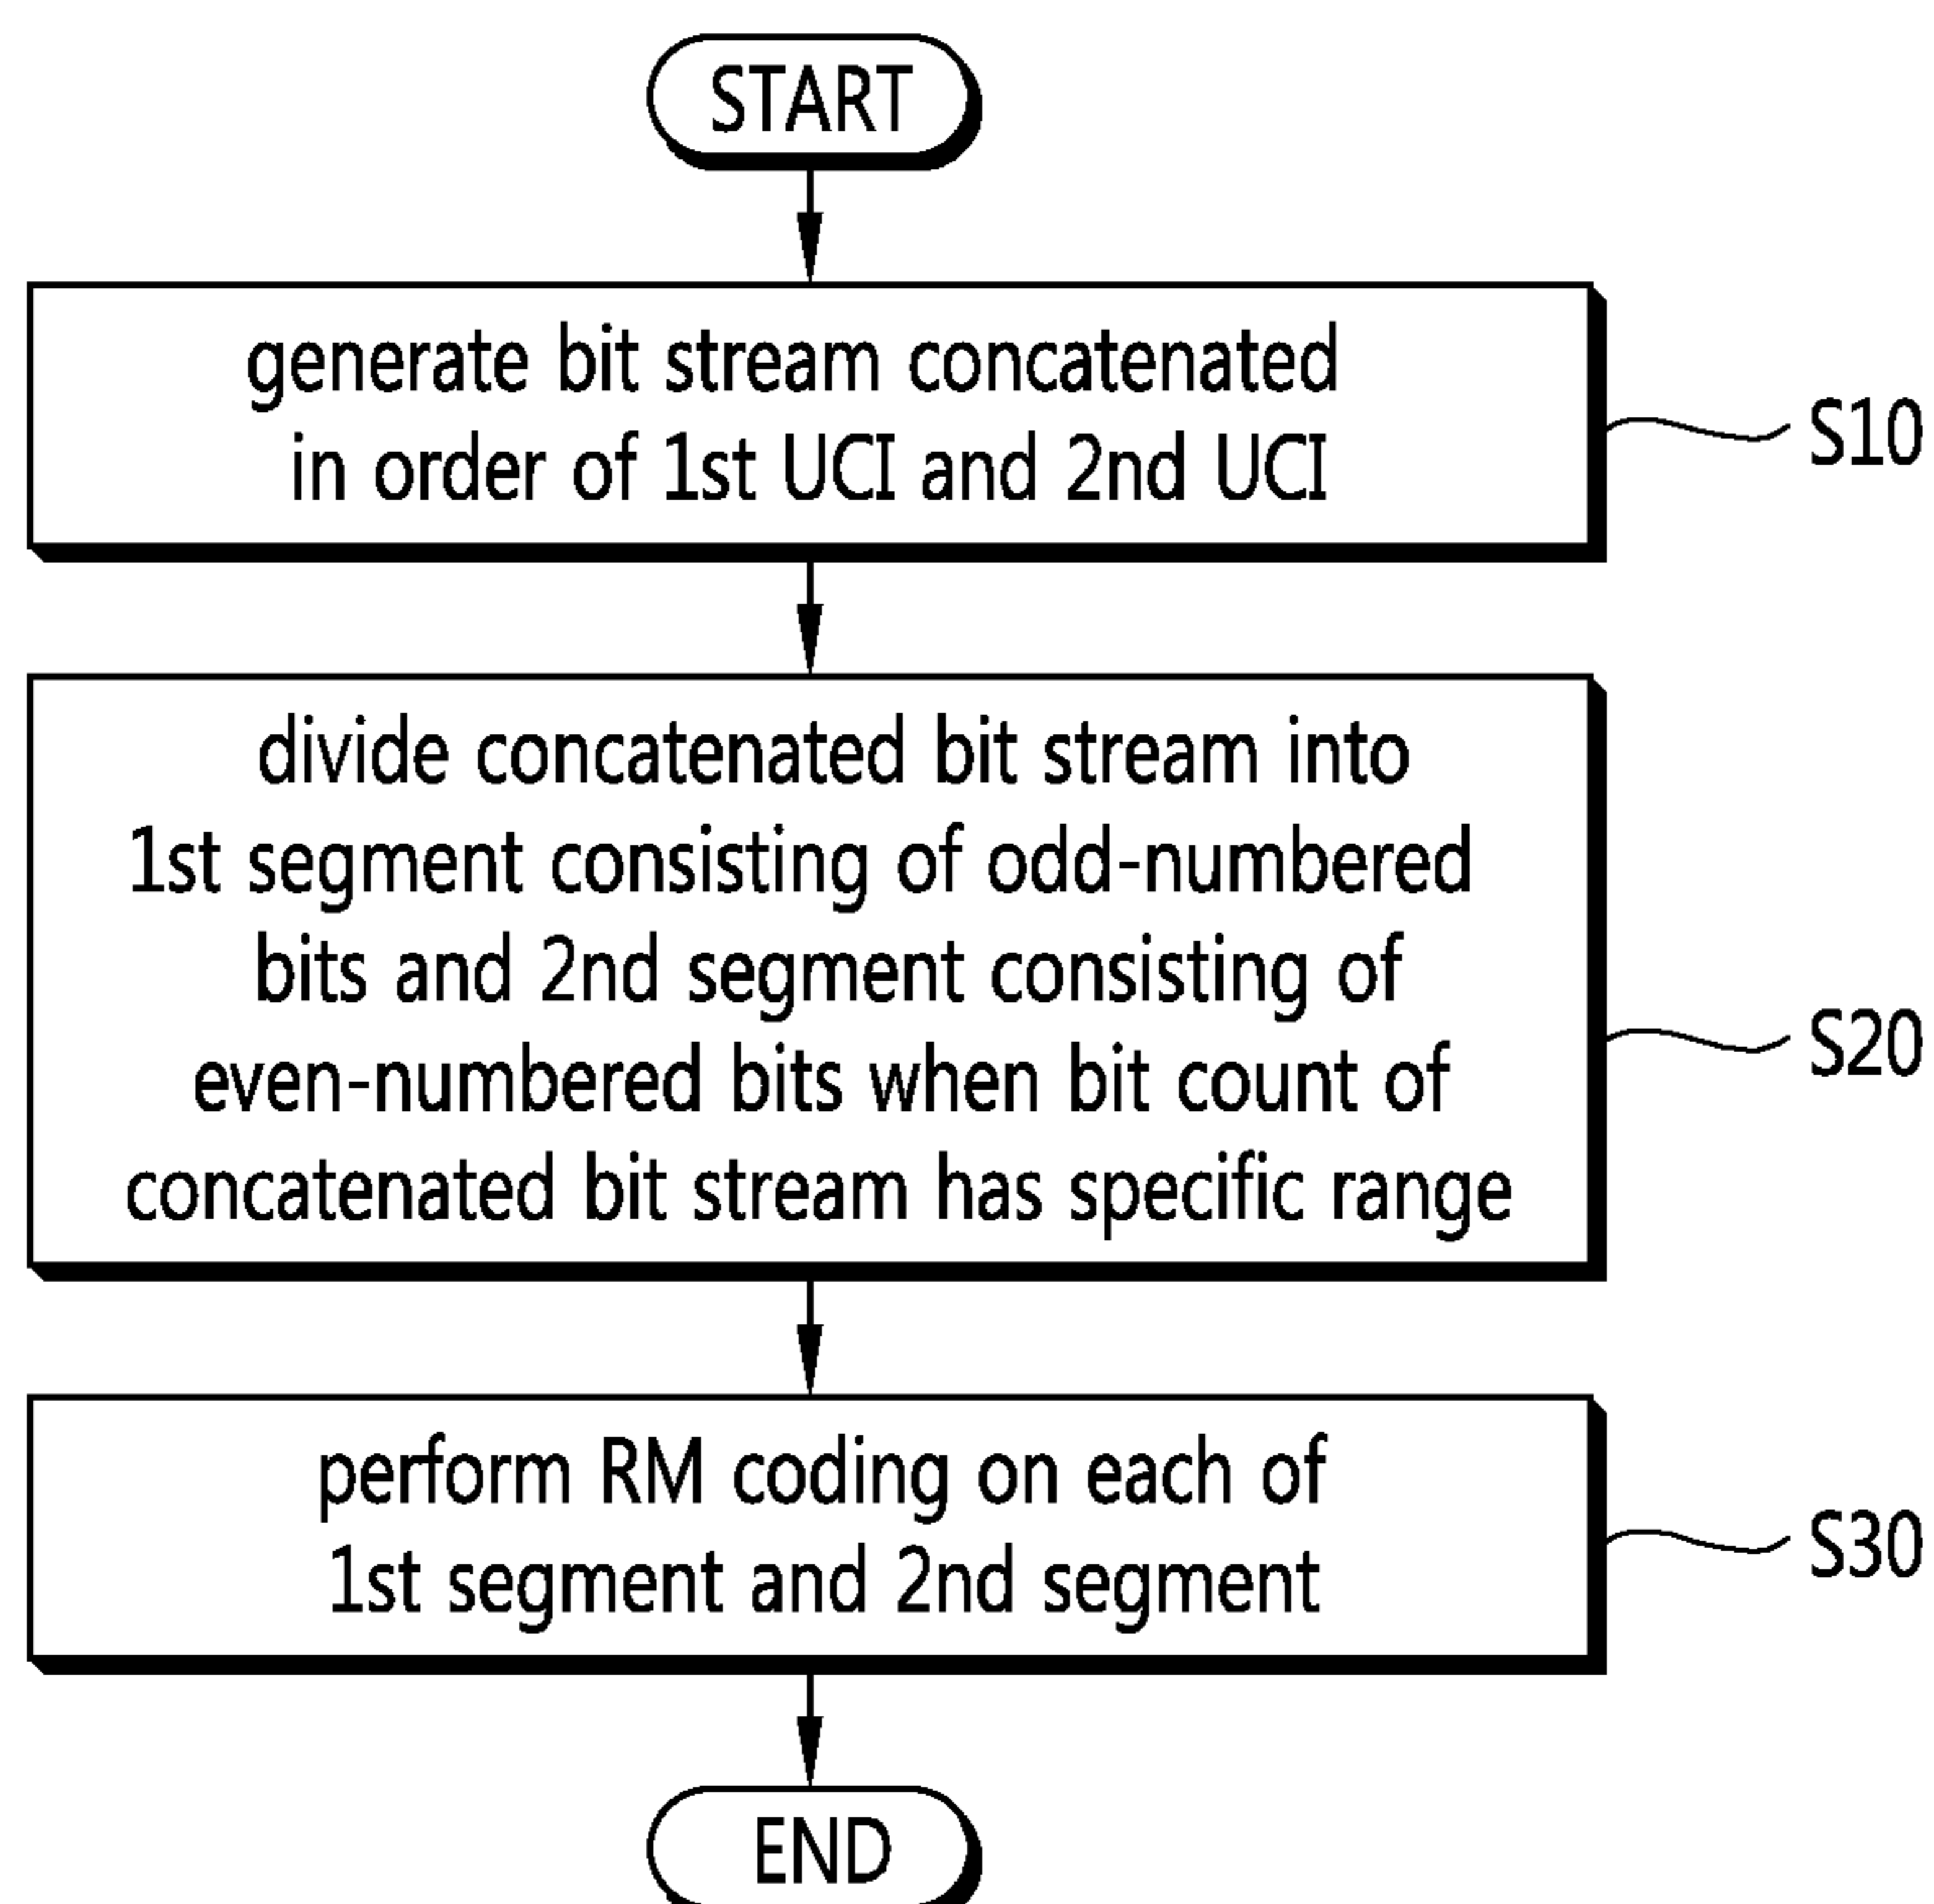 START
generate bit stream concatenated
in order of 1st UCI and 2nd UCI
S10
divide concatenated bit stream into
1st segment consisting of odd-numbered
bits and 2nd segment consisting of
even-numbered bits when bit count of
concatenated bit stream has specific range
S20
perform RM coding on each of
1st segment and 2nd segment
S30
END